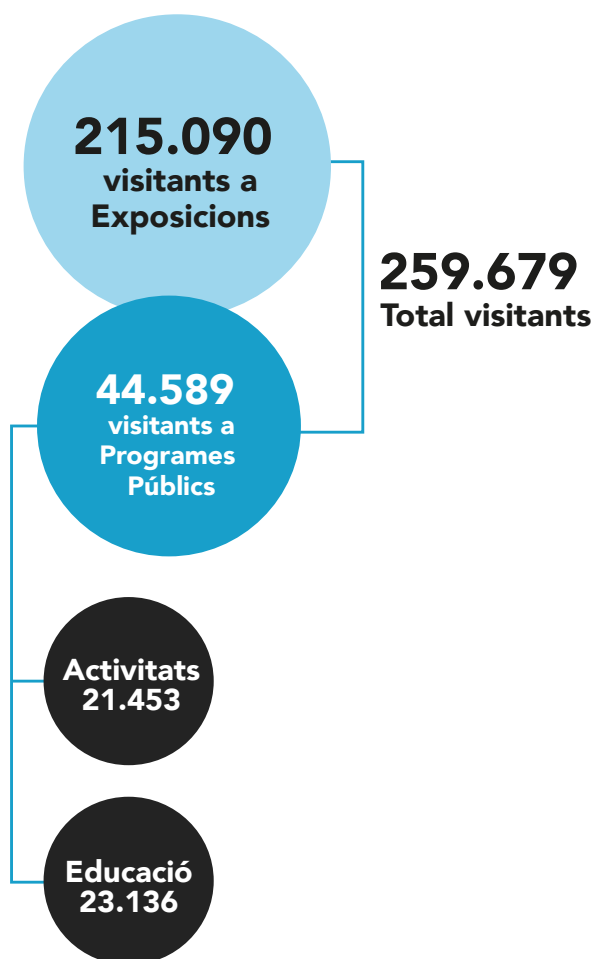 215.090
visitants a
Exposicions
259.679
Total visitants
44.589
visitants a
Programes
Públics
Activitats
21.453
Educació
23.136